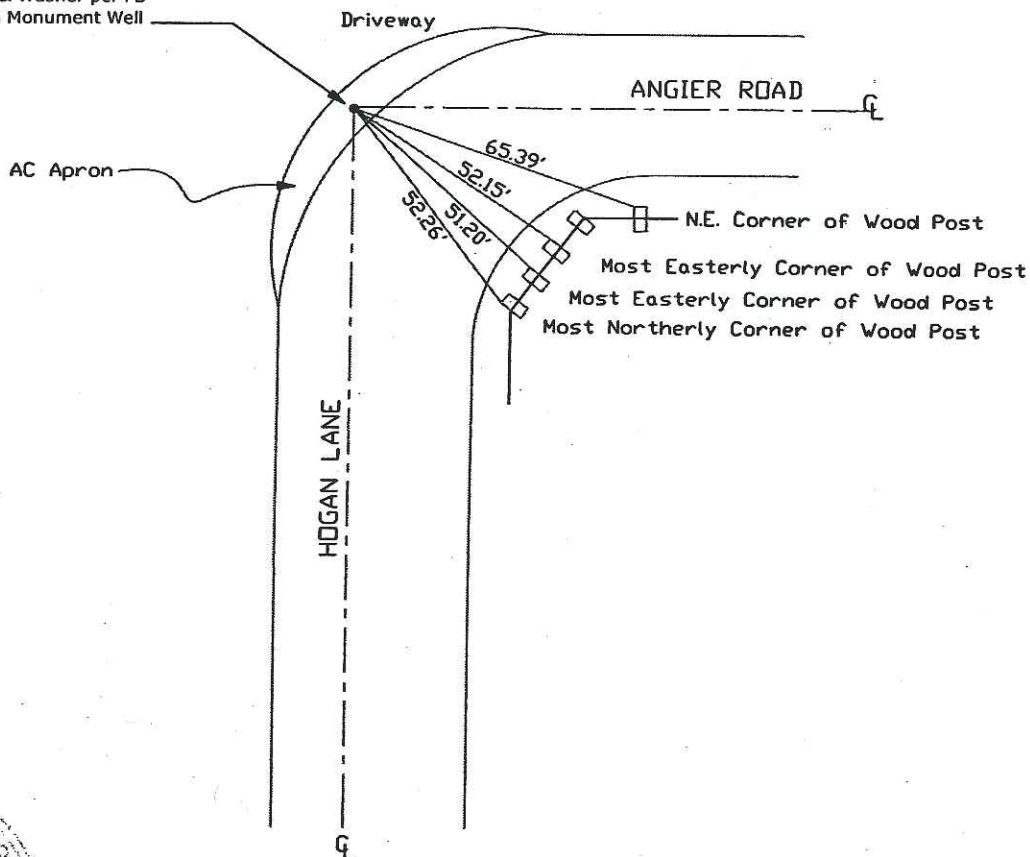 Washer per
Monument Well
Driveway
ANGIER ROAD
℄
AC Apron
65.39'
52.15'
51.20'
52.26'
N.E. Corner of Wood Post
Most Easterly Corner of Wood Post
Most Easterly Corner of Wood Post
Most Northerly Corner of Wood Post
HOGAN LANE
℄